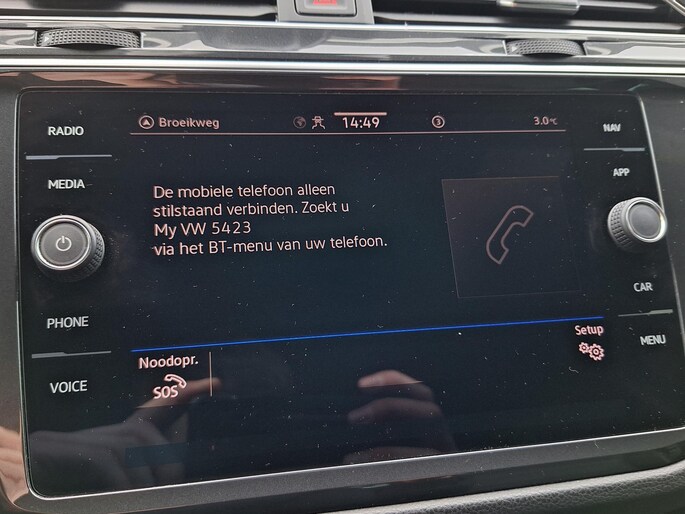 RADIO
MEDIA
PHONE
VOICE
Broeikweg
14:49
3
3.0°C
De mobiele telefoon alleen
stilstaand verbinden. Zoekt u
My VW 5423
via het BT-menu van uw telefoon.
Noodopr.
SOS
Setup
NAV
APP
CAR
MENU